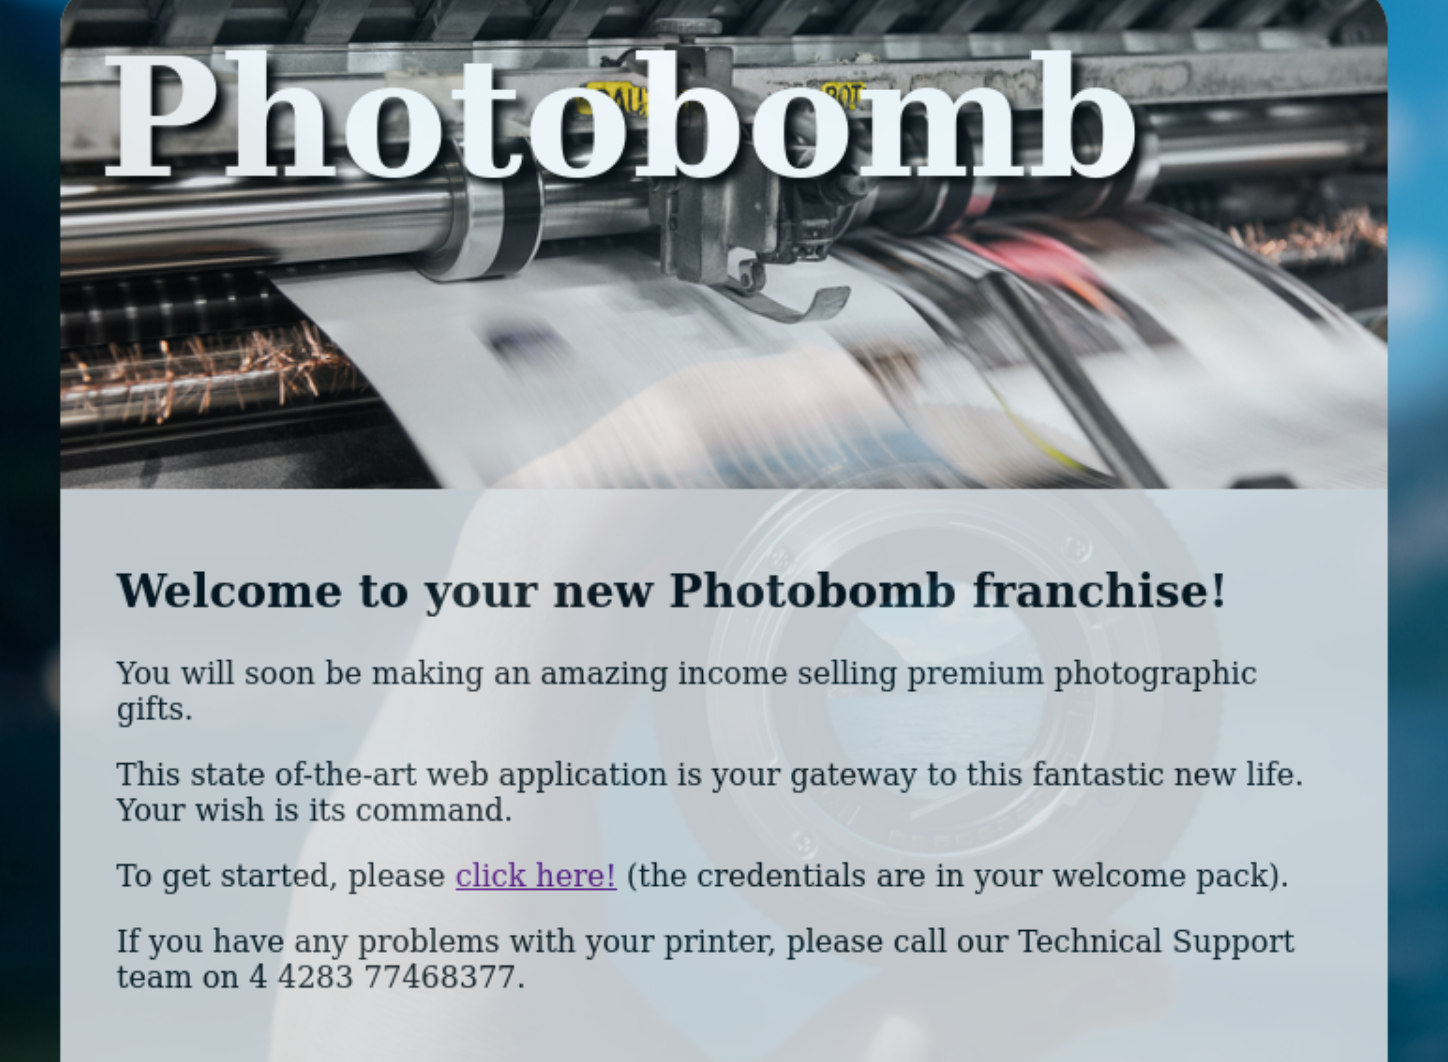 Photobomb
Welcome to your new Photobomb franchise!
You will soon be making an amazing income selling premium photographic
gifts.
This state of-the-art web application is your gateway to this fantastic new life.
Your wish is its command.
To get started, please click here! (the credentials are in your welcome pack).
If you have any problems with your printer, please call our Technical Support
team on 4 4283 77468377.